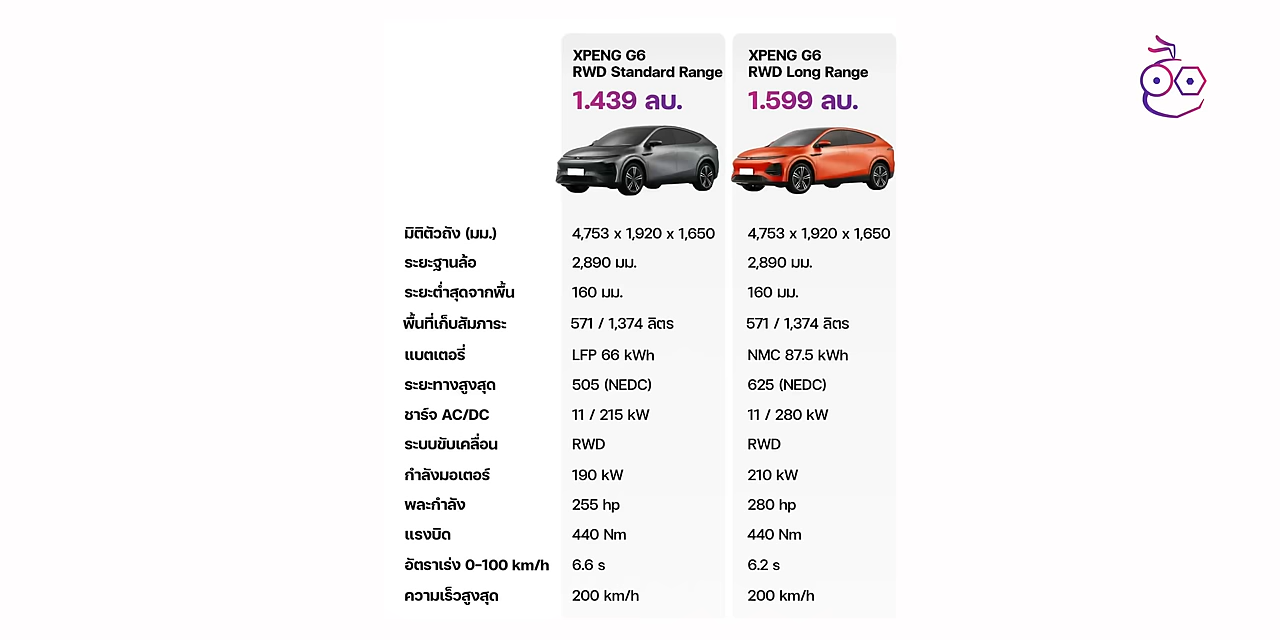 XPENG G6 XPENG G6
RWD Standard Range RWD Long Range
1.439 ลบ. 1.599 ลบ.
มิติตัวถัง (มม.) 4,753 x 1,920 x 1,650 4,753 x 1,920 x 1,650
ระยะฐานล้อ 2,890 มม. 2,890 มม.
ระยะต่ำสุดจากพื้น 160 มม. 160 มม.
พื้นที่เก็บสัมภาระ 571 / 1,374 ลิตร 571 / 1,374 ลิตร
แบตเตอรี่ LFP 66 kWh NMC 87.5 kWh
ระยะทางสูงสุด 505 (NEDC) 625 (NEDC)
ชาร์จ AC/DC 11 / 215 kW 11 / 280 kW
ระบบขับเคลื่อน RWD RWD
กำลังมอเตอร์ 190 kW 210 kW
พละกำลัง 255 hp 280 hp
แรงบิด 440 Nm 440 Nm
อัตราเร่ง 0-100 km/h 6.6 s 6.2 s
ความเร็วสูงสุด 200 km/h 200 km/h